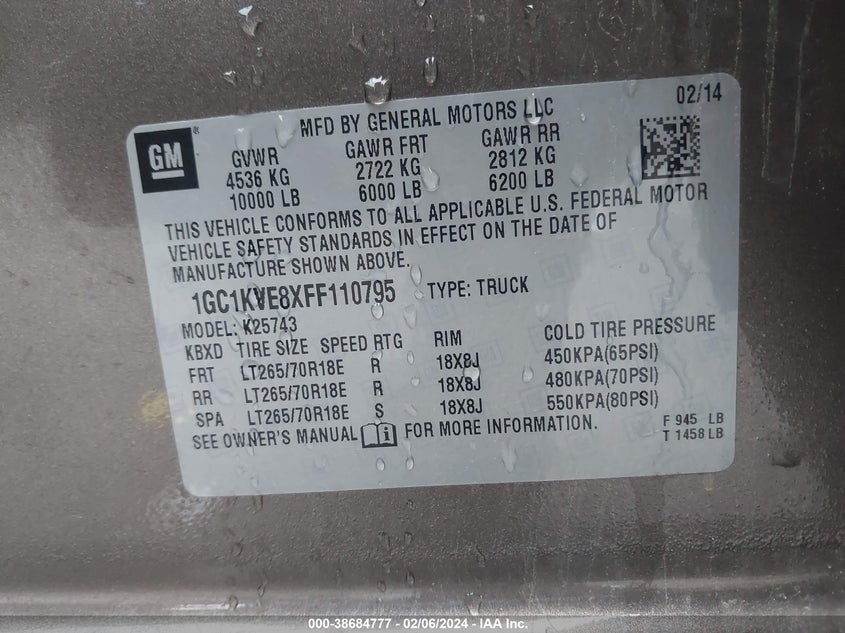 02/14
MFD BY GENERAL MOTORS LLC
GM®
GVWR GAWR FRT GAWR RR
4536 KG 2722 KG 2812 KG
10000 LB 6000 LB 6200 LB
THIS VEHICLE CONFORMS TO ALL APPLICABLE U.S. FEDERAL MOTOR
VEHICLE SAFETY STANDARDS IN EFFECT ON THE DATE OF
MANUFACTURE SHOWN ABOVE.
1GC1KVE8XFF110795 TYPE: TRUCK
MODEL: K25743
KBXD TIRE SIZE SPEED RTG RIM COLD TIRE PRESSURE
FRT LT265/70R18E R 18X8J 450KPA(65PSI)
RR LT265/70R18E R 18X8J 480KPA(70PSI)
SPA LT265/70R18E S 18X8J 550KPA(80PSI)
SEE OWNER'S MANUAL i FOR MORE INFORMATION.
F 945 LB
T 1458 LB
000-38684777 - 02/06/2024 - IAA Inc.